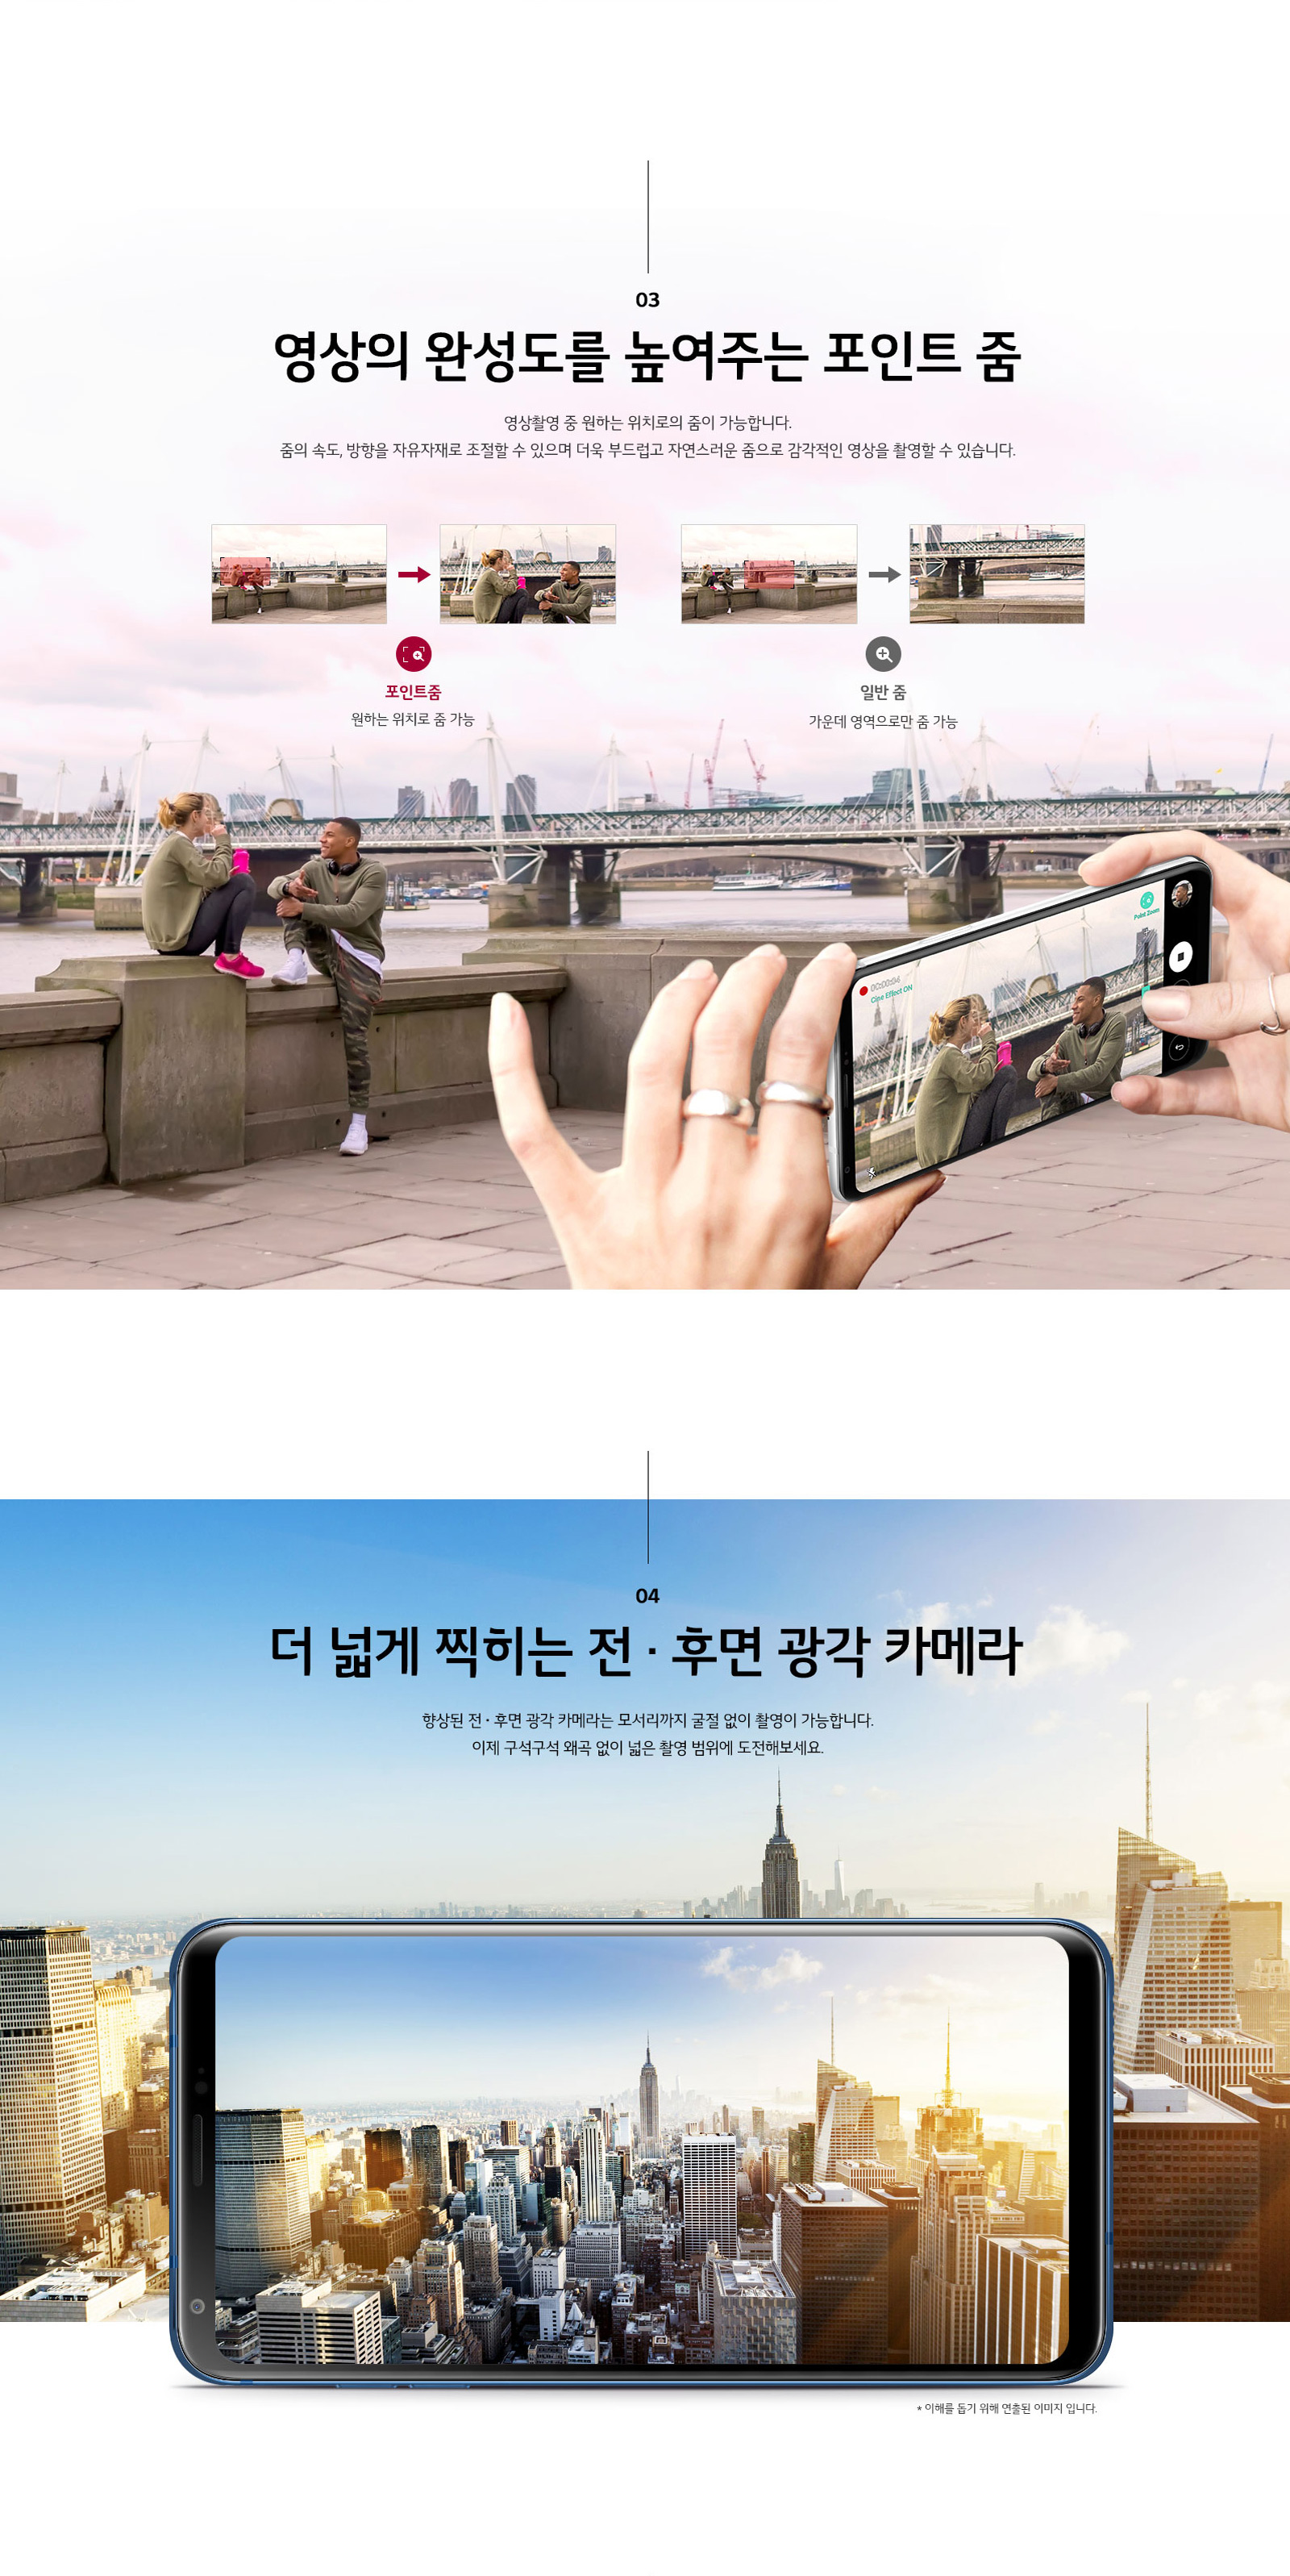 03
영상의 완성도를 높여주는 포인트 줌
영상촬영 중 원하는 위치로의 줌이 가능합니다.
줌의 속도, 방향을 자유자재로 조절할 수 있으며 더욱 부드럽고 자연스러운 줌으로 감각적인 영상을 촬영할 수 있습니다.
포인트줌
원하는 위치로 줌 가능
일반 줌
가운데 영역으로만 줌 가능
Point Zoom
00:00:06
Cine Effect ON
04
더 넓게 찍히는 전 · 후면 광각 카메라
향상된 전 · 후면 광각 카메라는 모서리까지 굴절 없이 촬영이 가능합니다.
이제 구석구석 왜곡 없이 넓은 촬영 범위에 도전해보세요.
* 이해를 돕기 위해 연출된 이미지 입니다.